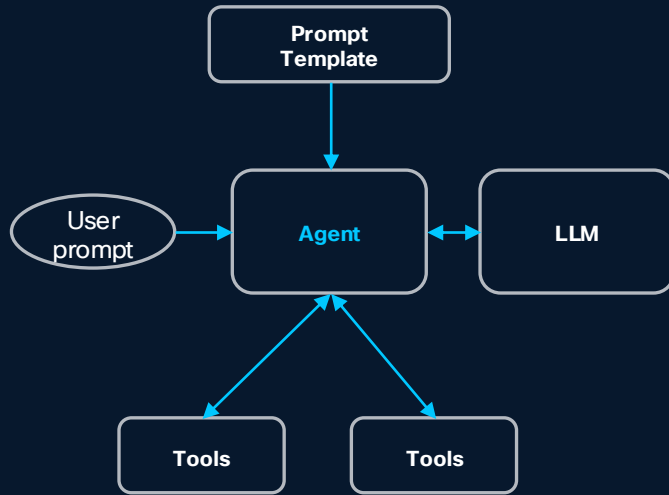 Prompt
Template
User
prompt
Agent
LLM
Tools
Tools